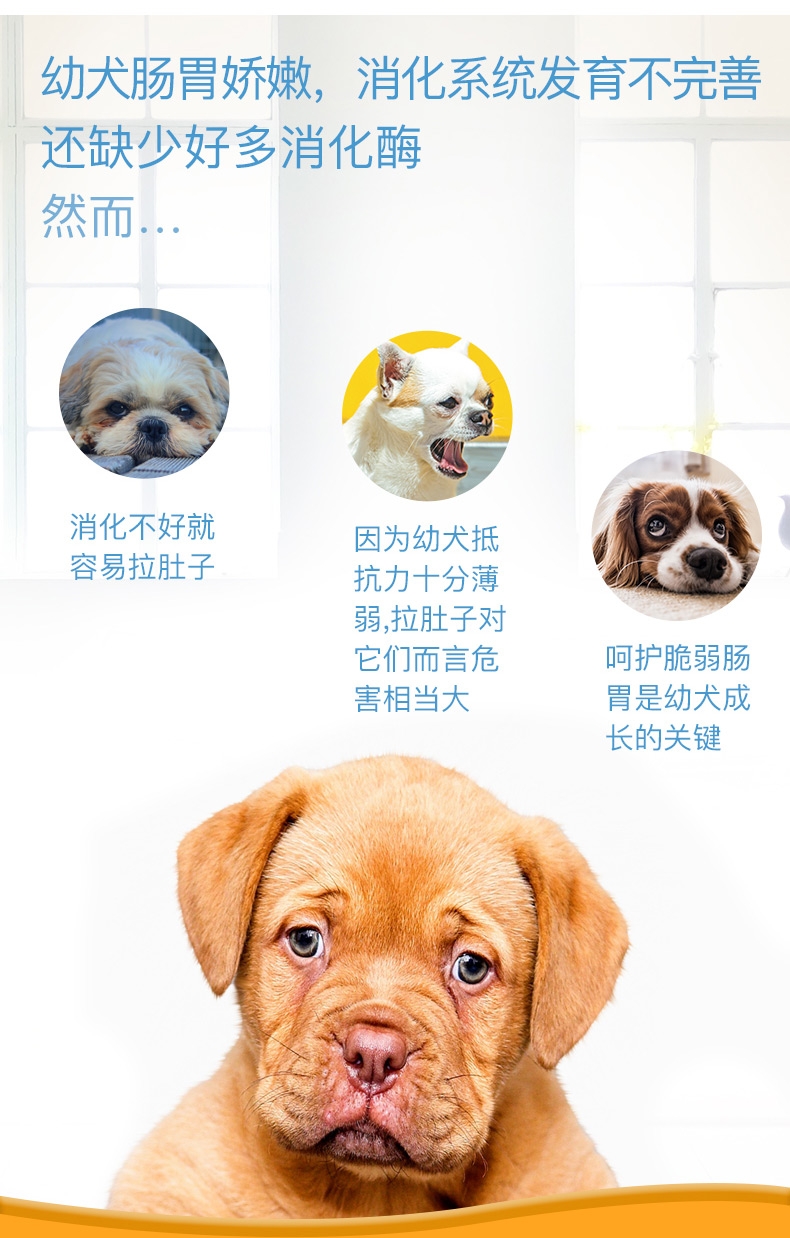 幼犬肠胃娇嫩，消化系统发育不完善
还缺少好多消化酶
然而...
消化不好就
容易拉肚子
因为幼犬抵
抗力十分薄
弱,拉肚子对
它们而言危
害相当大
呵护脆弱肠
胃是幼犬成
长的关键